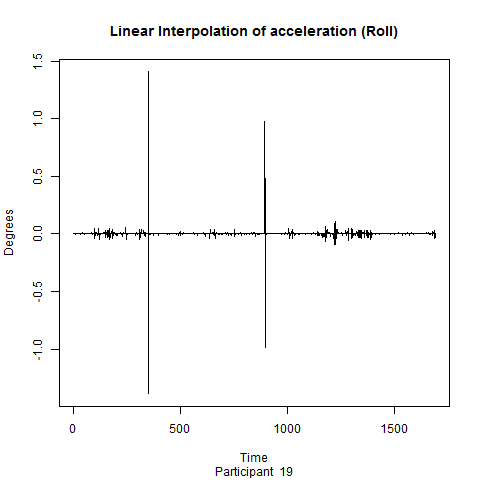 Linear Interpolation of acceleration (Roll)
Degrees
1.5
1.0
0.5
0.0
-0.5
-1.0
0 500 1000 1500
Time
Participant 19